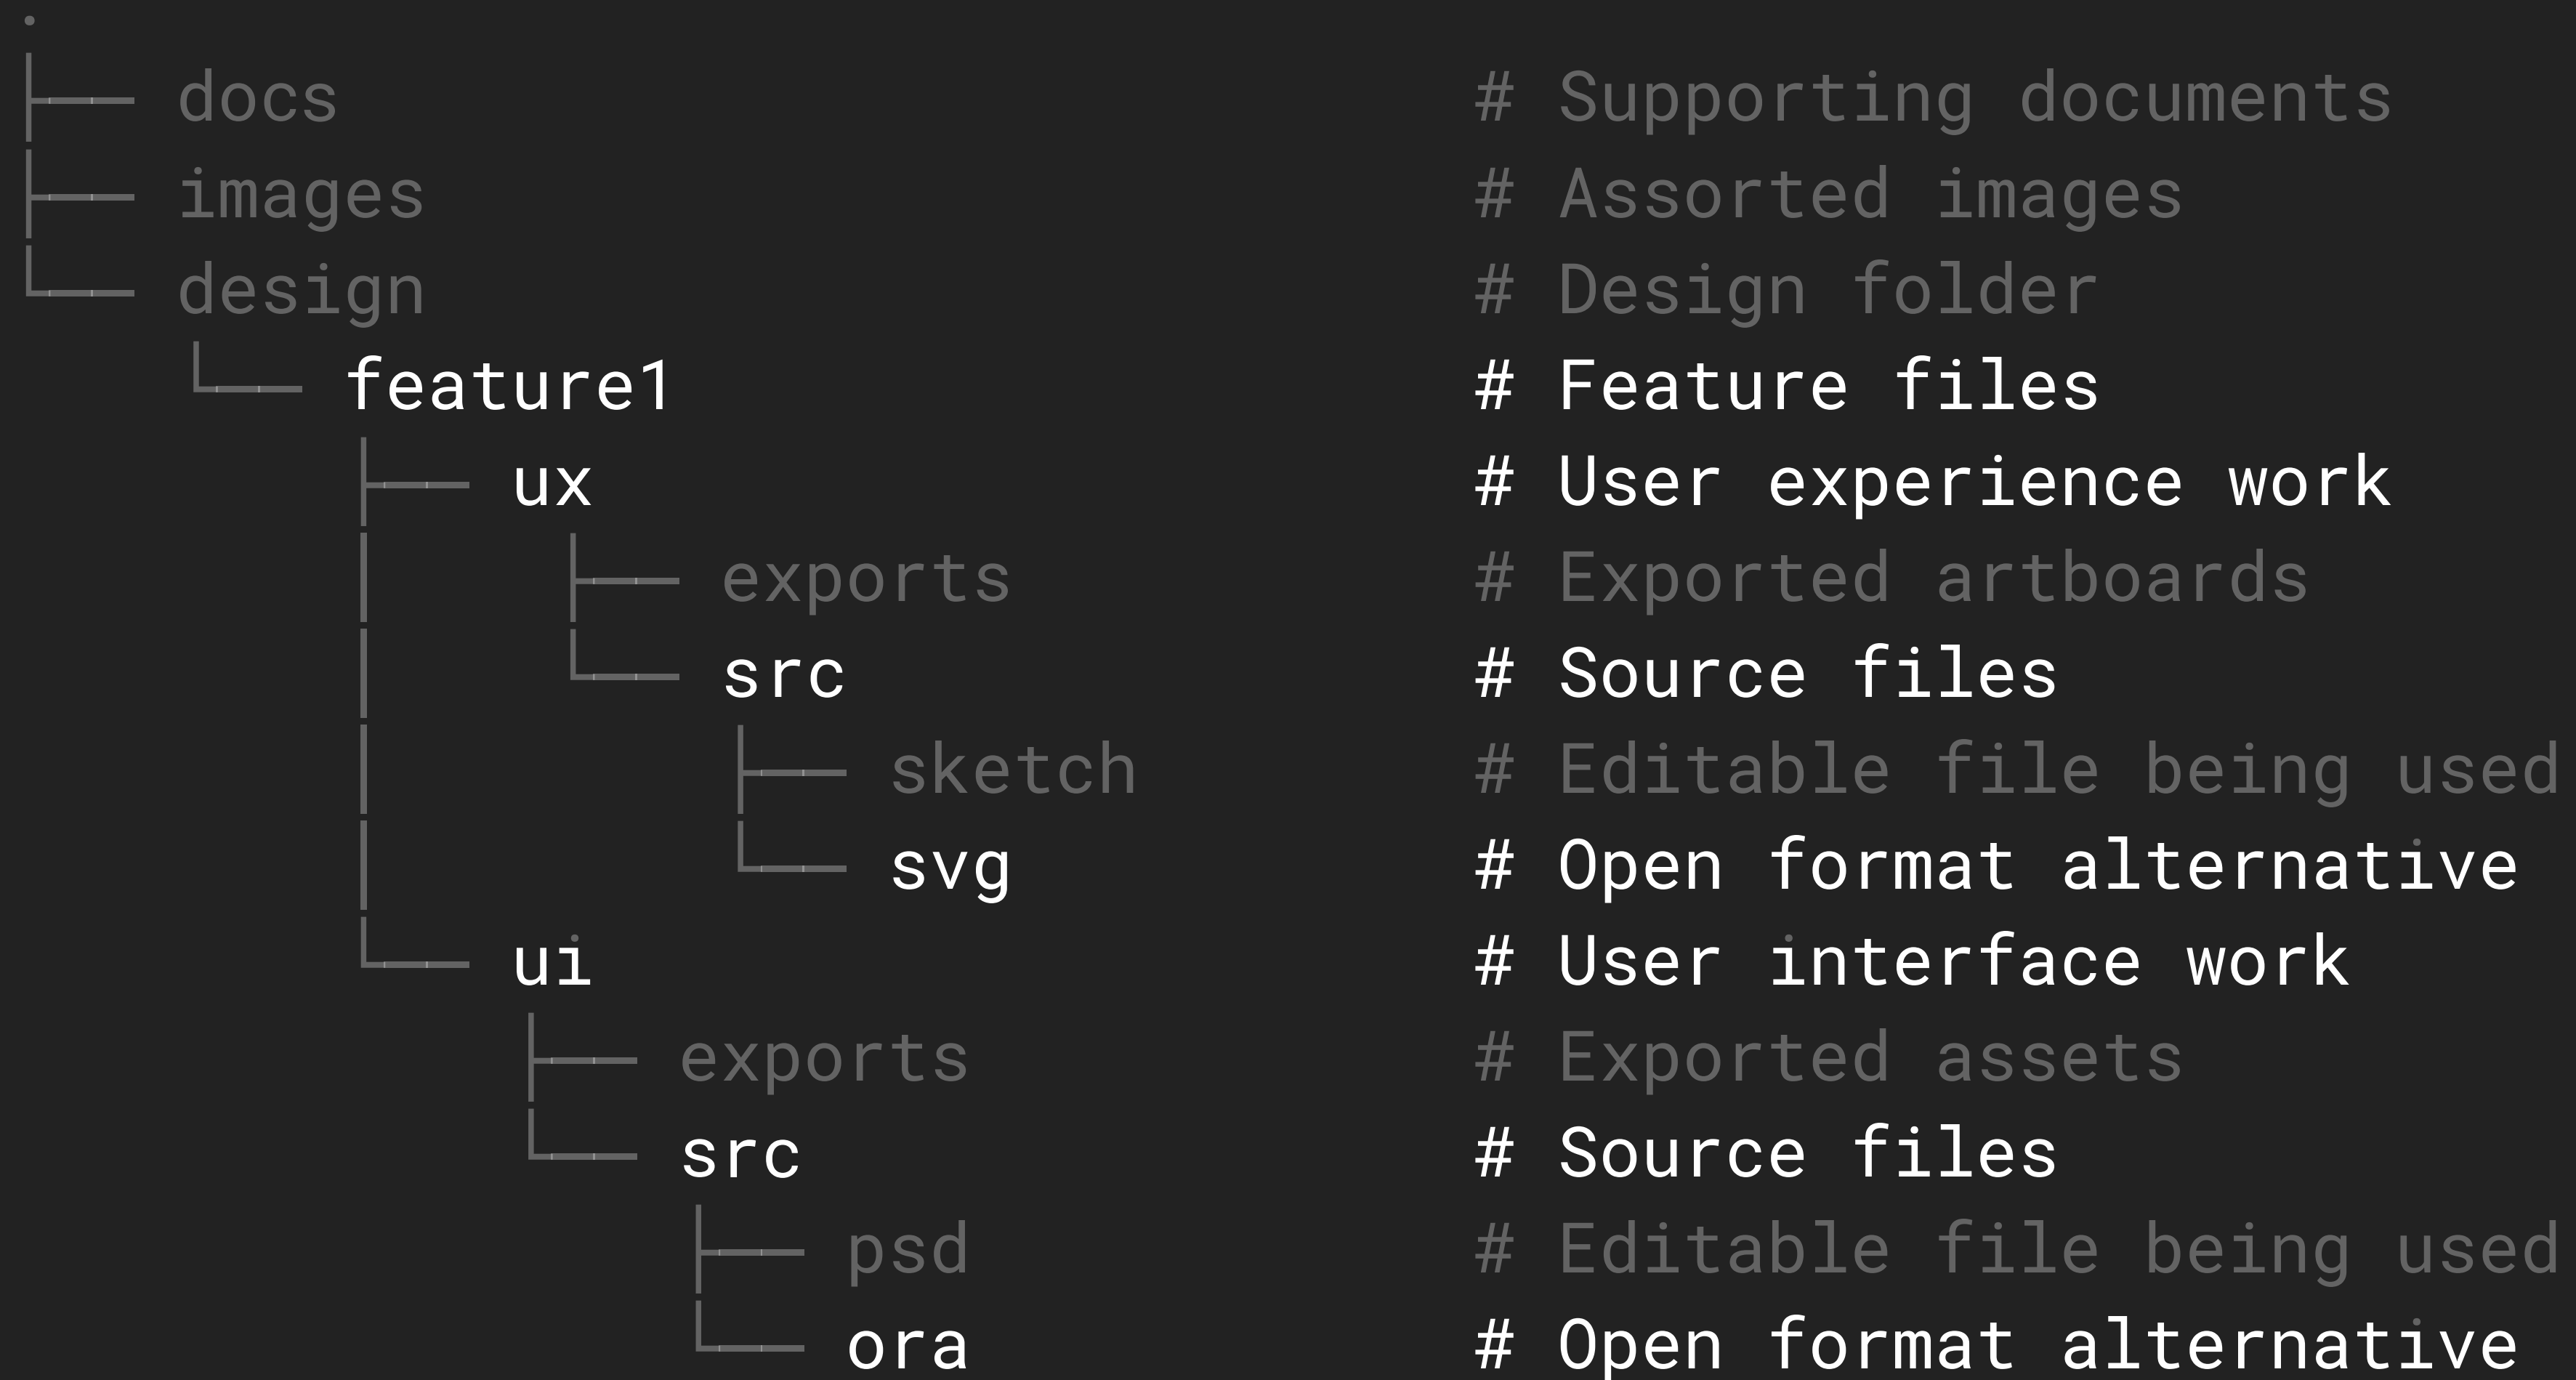 .
├── docs # Supporting documents
├── images # Assorted images
└── design # Design folder
└── feature1 # Feature files
├── ux # User experience work
│ ├── exports # Exported artboards
│ └── src # Source files
│ ├── sketch # Editable file being used
│ └── svg # Open format alternative
└── ui # User interface work
├── exports # Exported assets
└── src # Source files
├── psd # Editable file being used
└── ora # Open format alternative